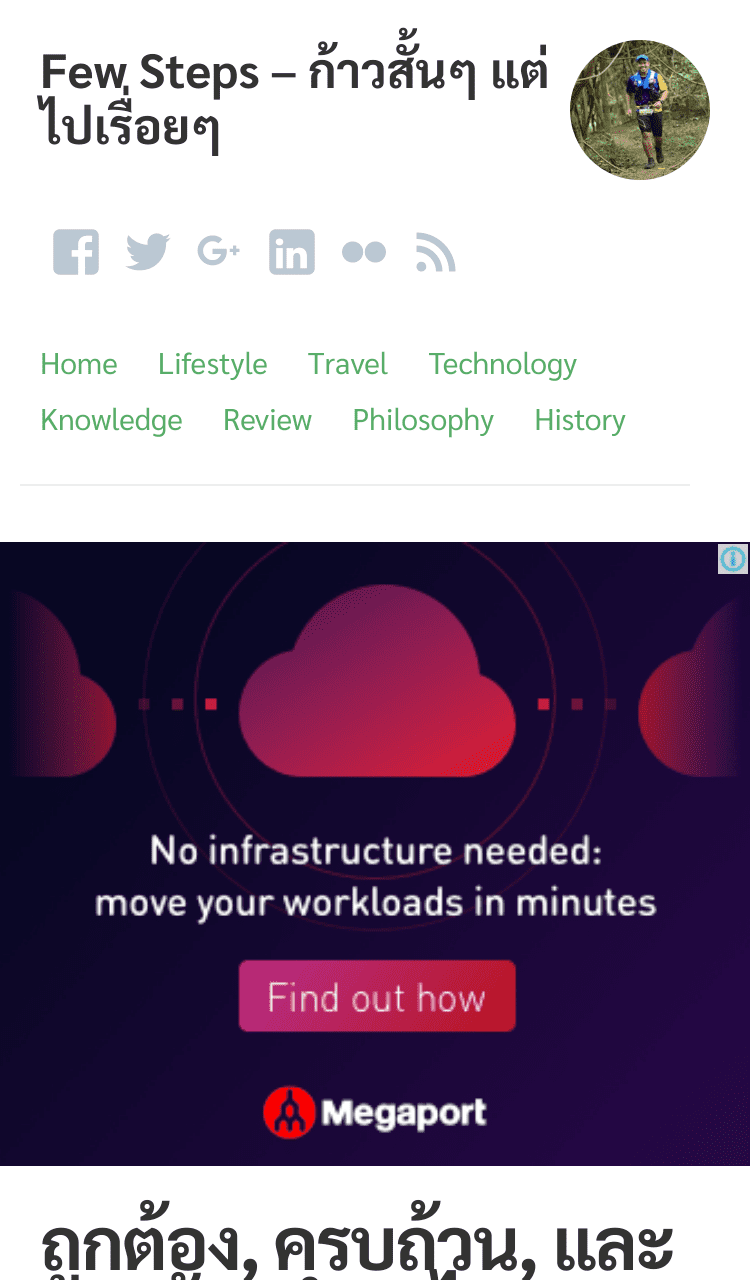 Few Steps – ก้าวสั้นๆ แต่
ไปเรื่อยๆ
Home Lifestyle Travel Technology
Knowledge Review Philosophy History
No infrastructure needed:
move your workloads in minutes
Find out how
Megaport
ถูกต้อง, ครบถ้วน, และ